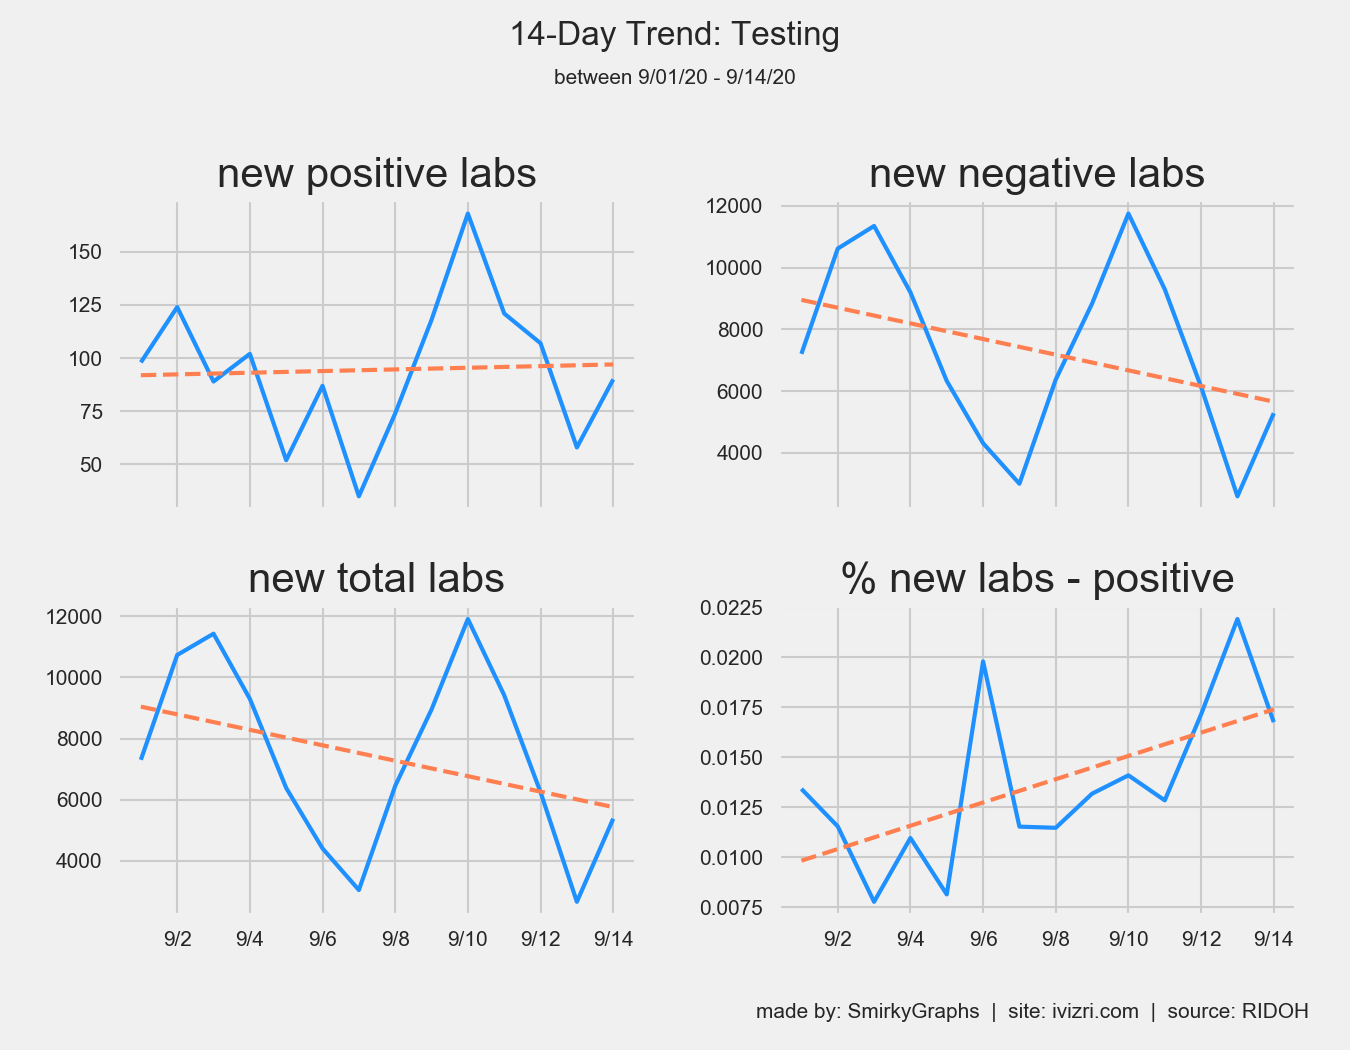 14-Day Trend: Testing
between 9/01/20 - 9/14/20
new positive labs
150
125
100
75
50
new negative labs
12000
10000
8000
6000
4000
new total labs
12000
10000
8000
6000
4000
9/2 9/4 9/6 9/8 9/10 9/12 9/14
% new labs - positive
0.0225
0.0200
0.0175
0.0150
0.0125
0.0100
0.0075
9/2 9/4 9/6 9/8 9/10 9/12 9/14
made by: SmirkyGraphs | site: ivizri.com | source: RIDOH